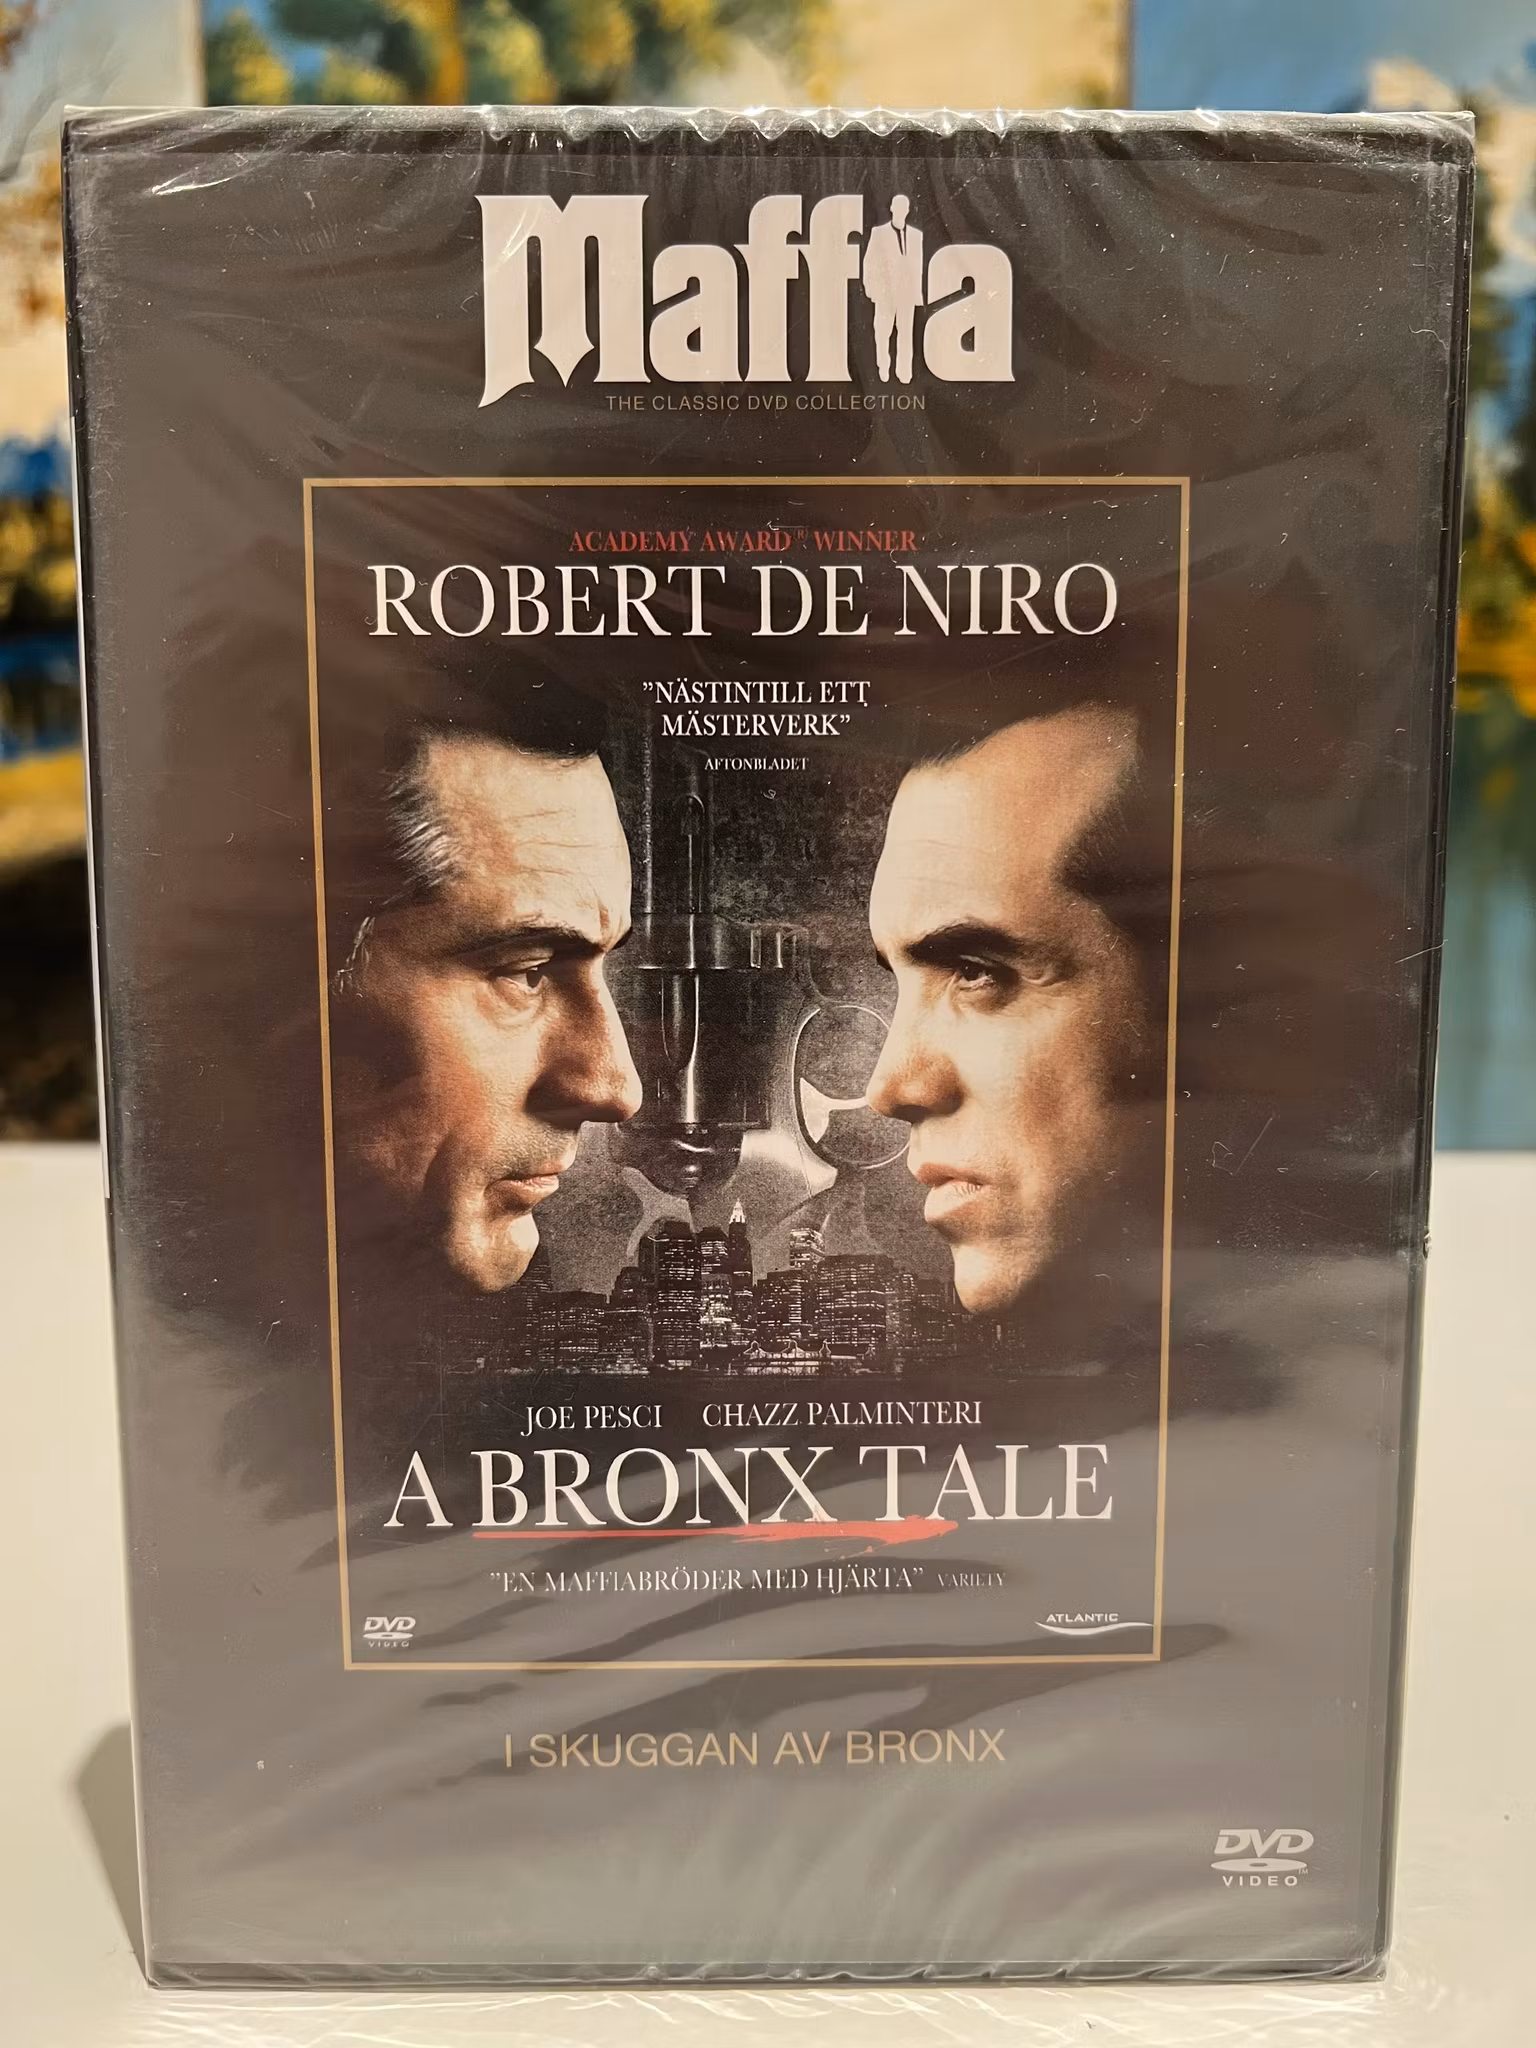 Maffia
THE CLASSIC DVD COLLECTION
ACADEMY AWARD® WINNER
ROBERT DE NIRO
”NÄSTINTILL ETT
MÄSTERVERK”
AFTONBLADET
JOE PESCI CHAZZ PALMINTERI
A BRONX TALE
”EN MAFFIABRÖDER MED HJÄRTA” VARIETY
DVD
VIDEO
ATLANTIC
I SKUGGAN AV BRONX
DVD
VIDEO™